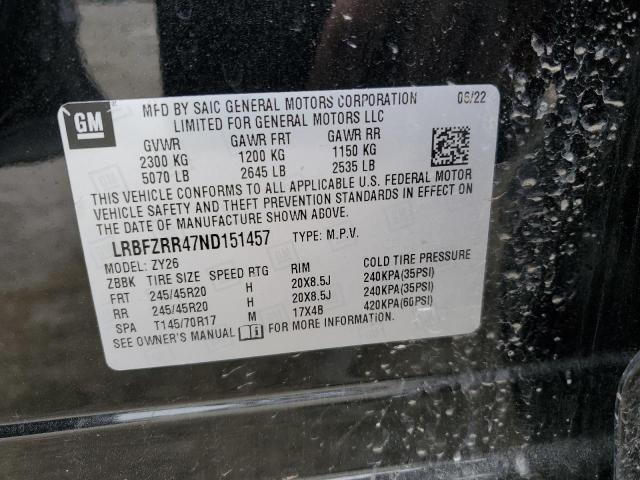 GM
MFD BY SAIC GENERAL MOTORS CORPORATION 06/22
LIMITED FOR GENERAL MOTORS LLC
GVWR GAWR FRT GAWR RR
2300 KG 1200 KG 1150 KG
5070 LB 2645 LB 2535 LB
THIS VEHICLE CONFORMS TO ALL APPLICABLE U.S. FEDERAL MOTOR
VEHICLE SAFETY AND THEFT PREVENTION STANDARDS IN EFFECT ON
THE DATE OF MANUFACTURE SHOWN ABOVE.
LRBFZRR47ND151457 TYPE: M.P.V.
MODEL: ZY26
ZBBK TIRE SIZE SPEED RTG RIM COLD TIRE PRESSURE
FRT 245/45R20 H 20X8.5J 240KPA(35PSI)
RR 245/45R20 H 20X8.5J 240KPA(35PSI)
SPA T145/70R17 M 17X4B 420KPA(60PSI)
SEE OWNER'S MANUAL FOR MORE INFORMATION.